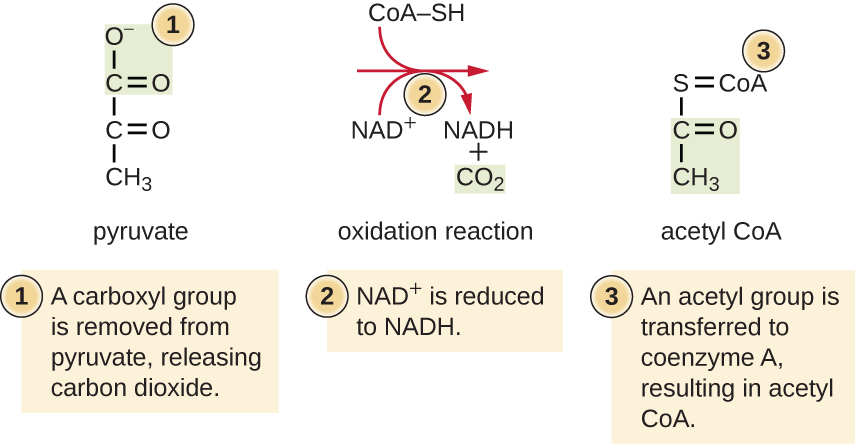 O⁻
1
C=O
C=O
CH₃
pyruvate
CoA–SH
2
NAD⁺ NADH
+
CO₂
oxidation reaction
3
S=CoA
C=O
CH₃
acetyl CoA
1 A carboxyl group
is removed from
pyruvate, releasing
carbon dioxide.
2 NAD⁺ is reduced
to NADH.
3 An acetyl group is
transferred to
coenzyme A,
resulting in acetyl
CoA.